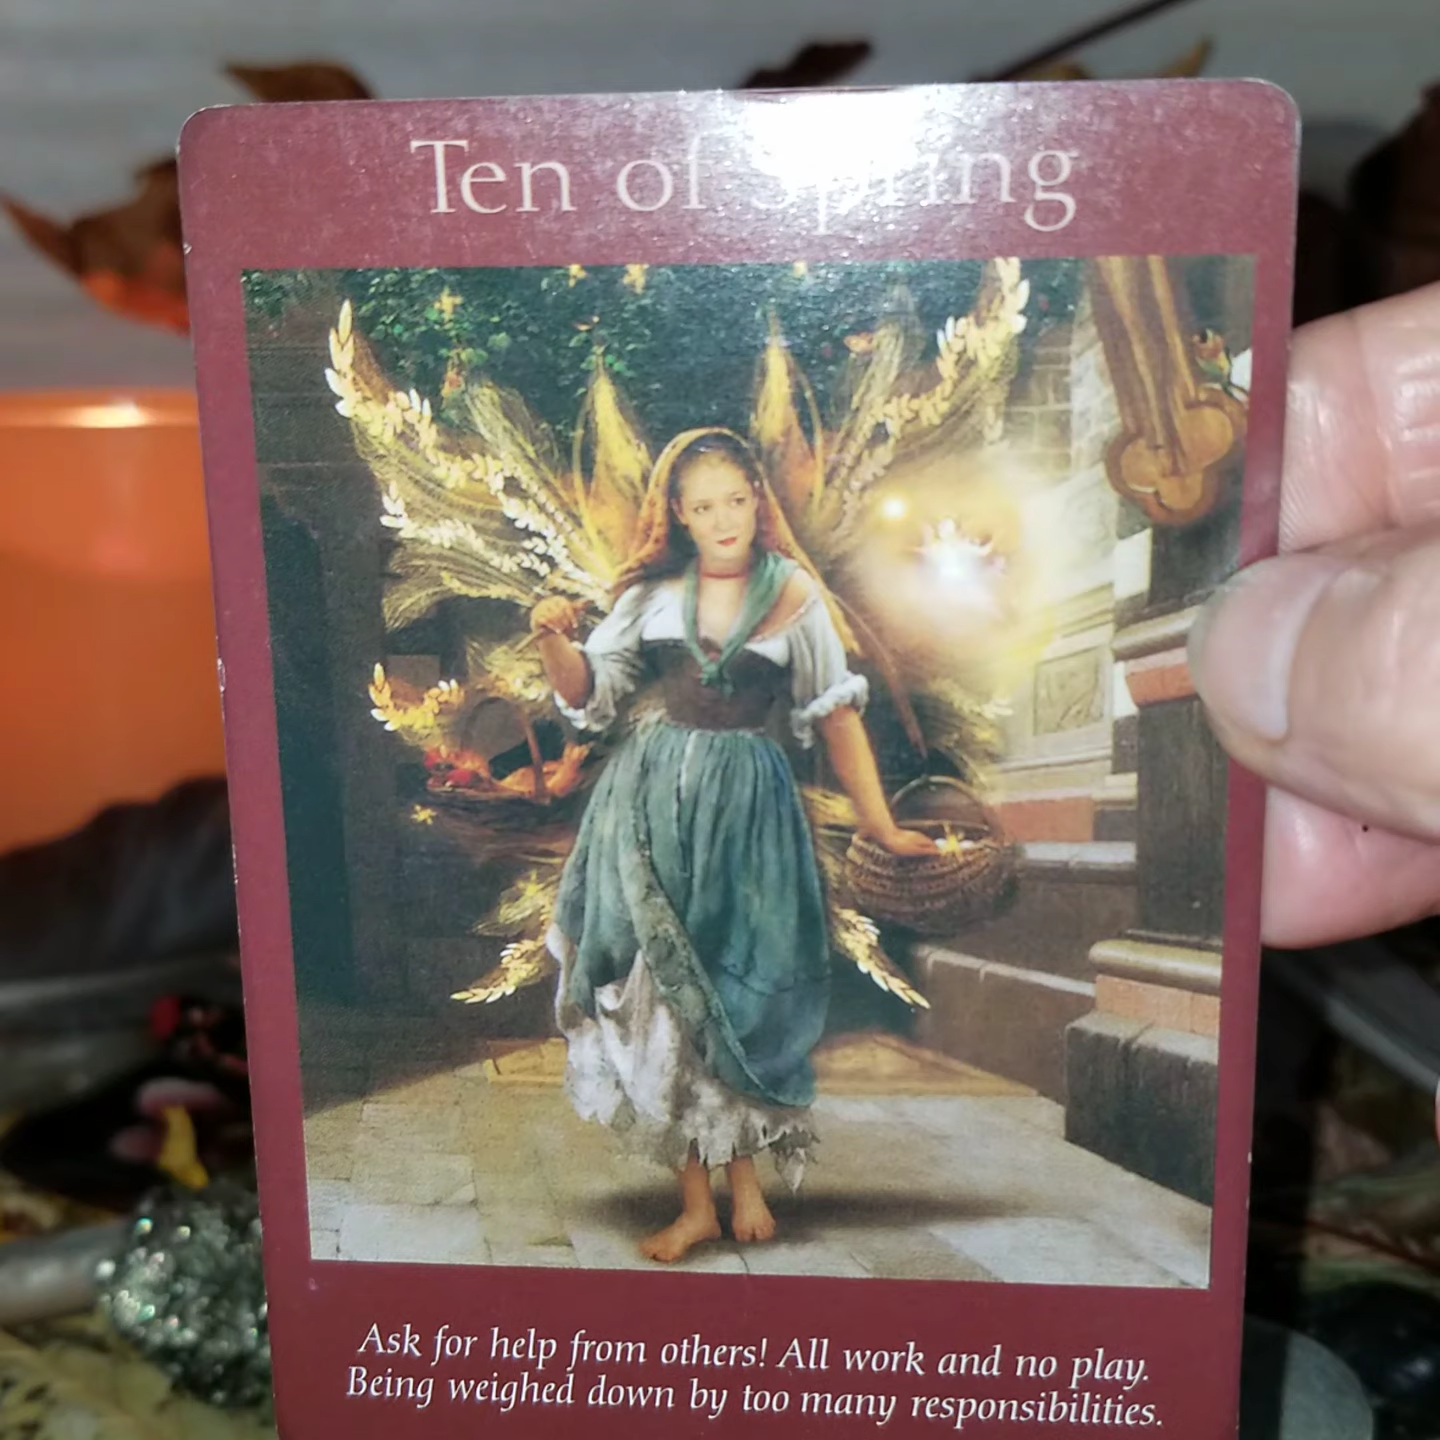 Ten of Spring
Ask for help from others! All work and no play.
Being weighed down by too many responsibilities.